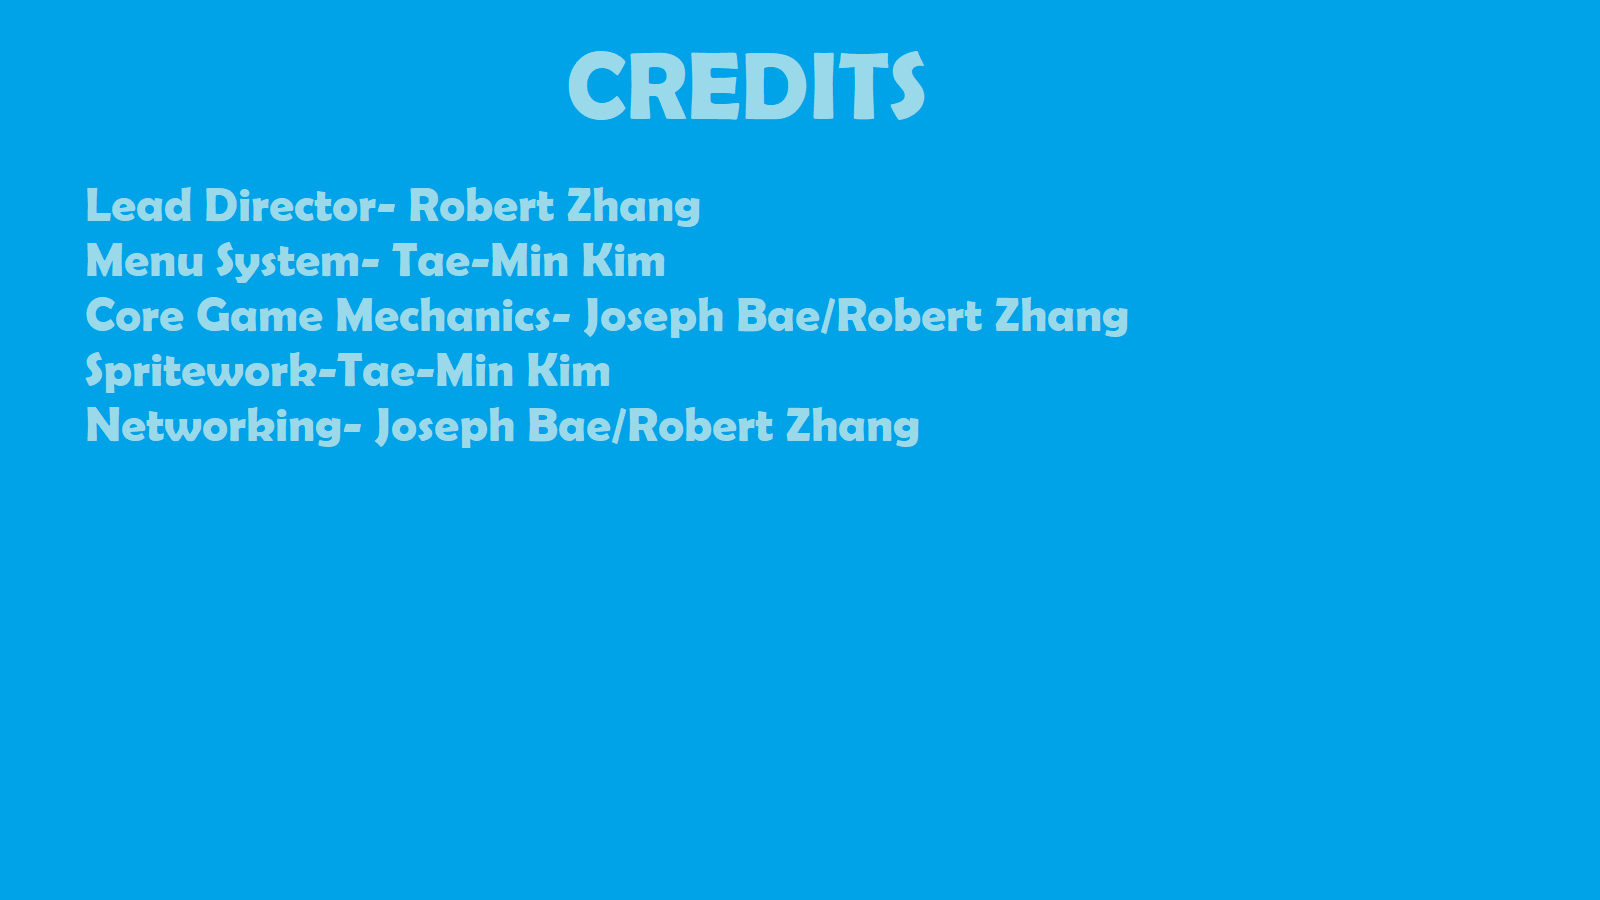 CREDITS
Lead Director- Robert Zhang
Menu System- Tae-Min Kim
Core Game Mechanics- Joseph Bae/Robert Zhang
Spritework-Tae-Min Kim
Networking- Joseph Bae/Robert Zhang